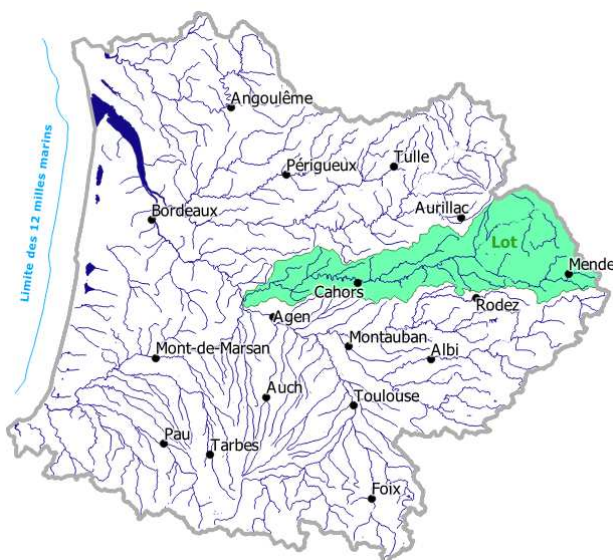 Angoulême
Périgueux
Tulle
Bordeaux
Aurillac
Lot
Mende
Cahors
Rodez
Agen
Mont-de-Marsan
Montauban
Albi
Auch
Toulouse
Pau
Tarbes
Foix
Limite des 12 milles marins